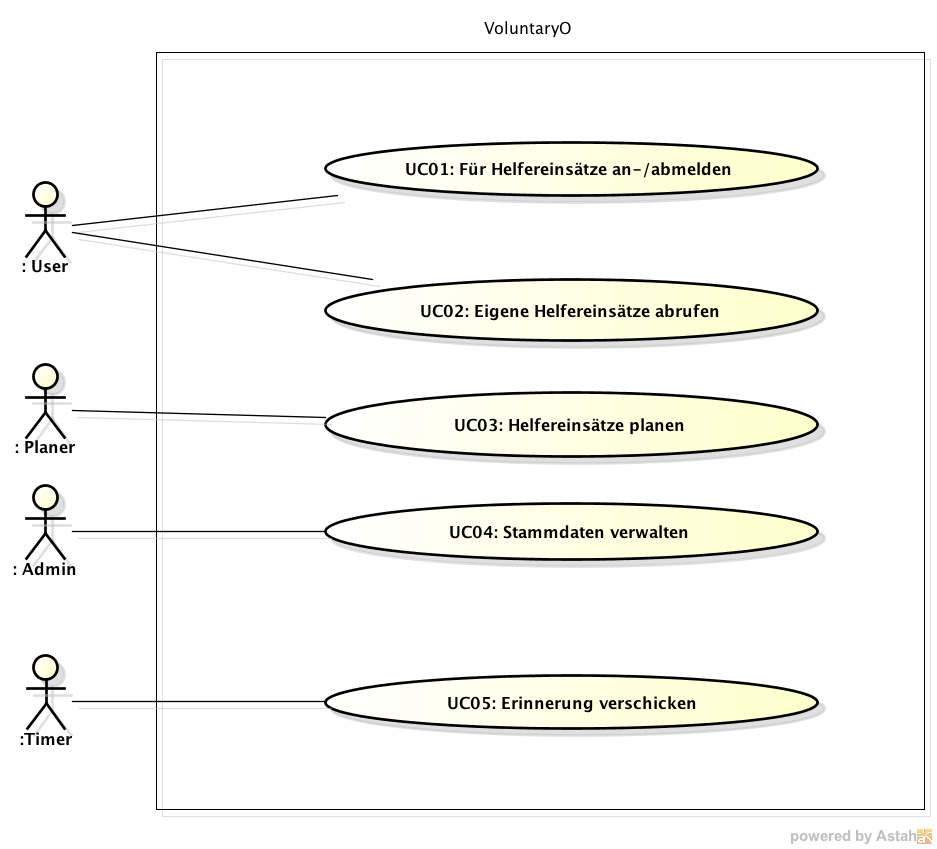 VoluntaryO
UC01: Für Helfereinsätze an-/abmelden
: User
UC02: Eigene Helfereinsätze abrufen
UC03: Helfereinsätze planen
: Planer
UC04: Stammdaten verwalten
: Admin
UC05: Erinnerung verschicken
:Timer
powered by Astah